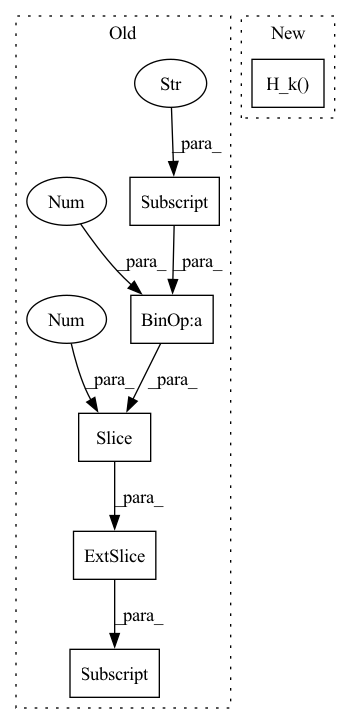 Old
New
Str
H_k()
_para_
Num
Subscript
_para_
_para_
Num
BinOp:a
_para_
_para_
Slice
_para_
ExtSlice
_para_
Subscript